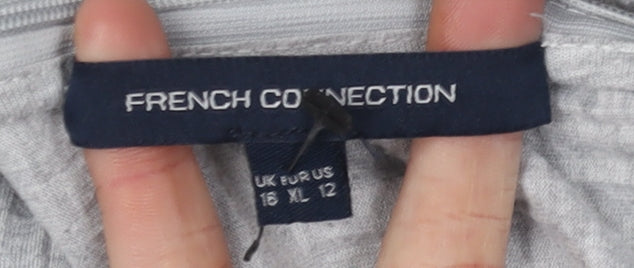 FRENCH CONNECTION
UK EUR US
16 XL 12